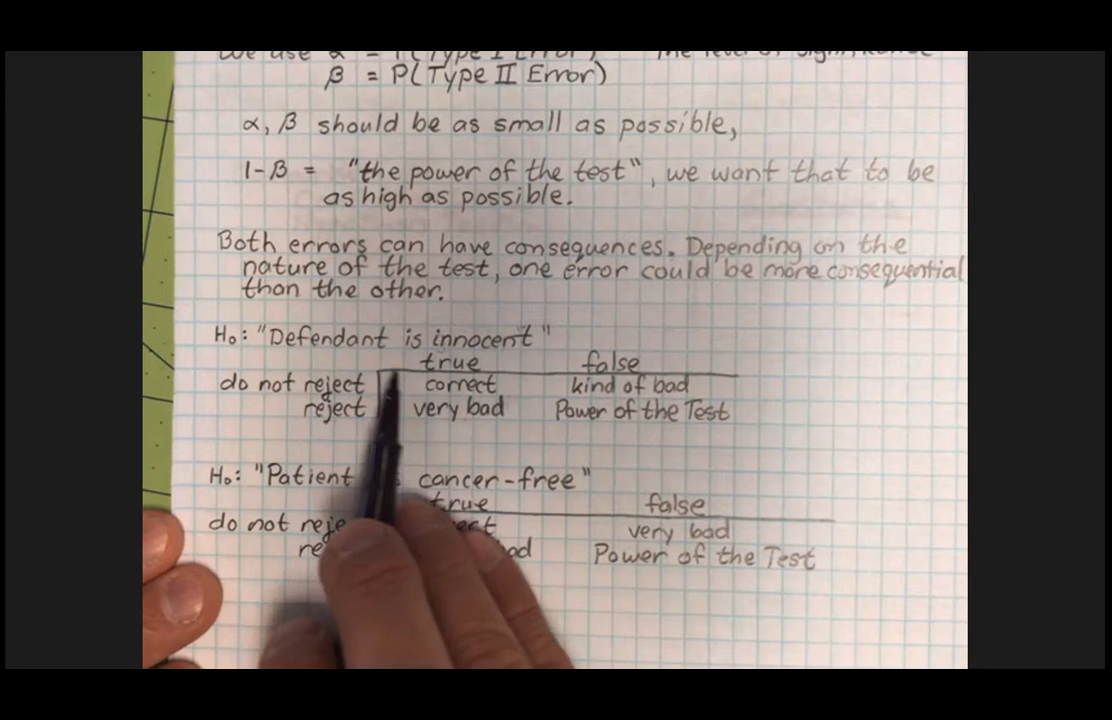 β = P(Type II Error)
α, β should be as small as possible,
1-β = "the power of the test", we want that to be
as high as possible.
Both errors can have consequences. Depending on the
nature of the test, one error could be more consequential
than the other.
H₀: "Defendant is innocent"
true false
do not reject correct kind of bad
reject very bad Power of the Test
H₀: "Patient cancer-free"
true false
do not very bad
Power of the Test